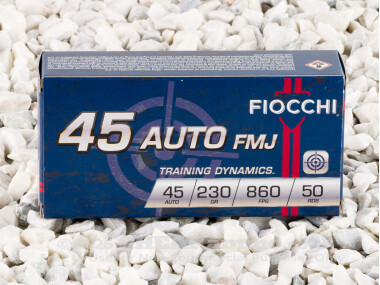 FIOCCHI
45 AUTO FMJ
TRAINING DYNAMICS
45 AUTO
230 GR
860 FPS
50 RDS